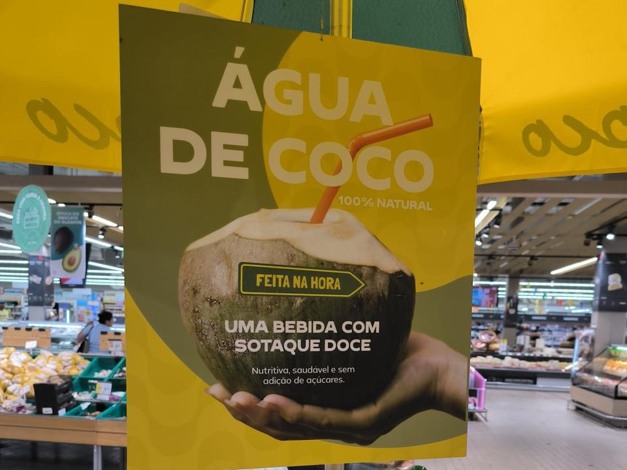 ÁGUA
DE COCO
100% NATURAL
FEITA NA HORA
UMA BEBIDA COM
SOTAQUE DOCE
Nutritiva, saudável e sem
adição de açúcares.